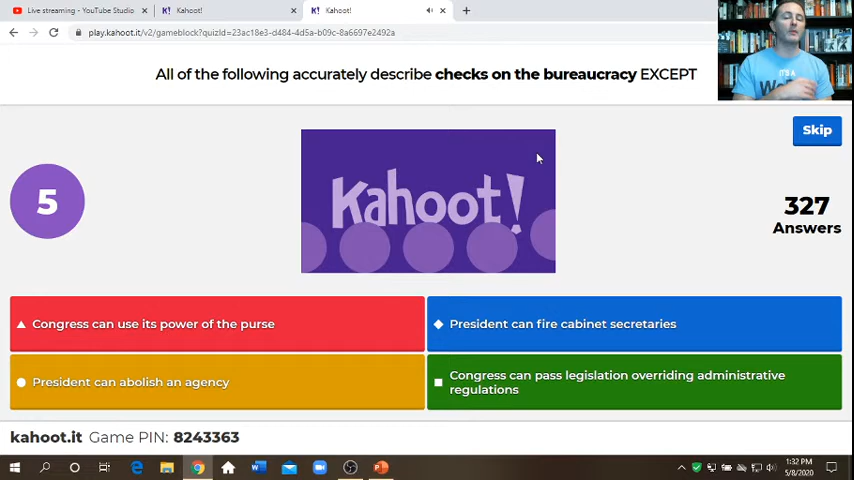 Live streaming - YouTube Studio
Kahoot!
Kahoot!
play.kahoot.it/v2/gameblock?quizId=23ac18e3-d484-4d5a-b09c-8a6697e2492a
IT'S A
All of the following accurately describe checks on the bureaucracy EXCEPT
Skip
5
Kahoot!
327
Answers
Congress can use its power of the purse
President can fire cabinet secretaries
President can abolish an agency
Congress can pass legislation overriding administrative
regulations
kahoot.it Game PIN: 8243363
1:32 PM
5/8/2020